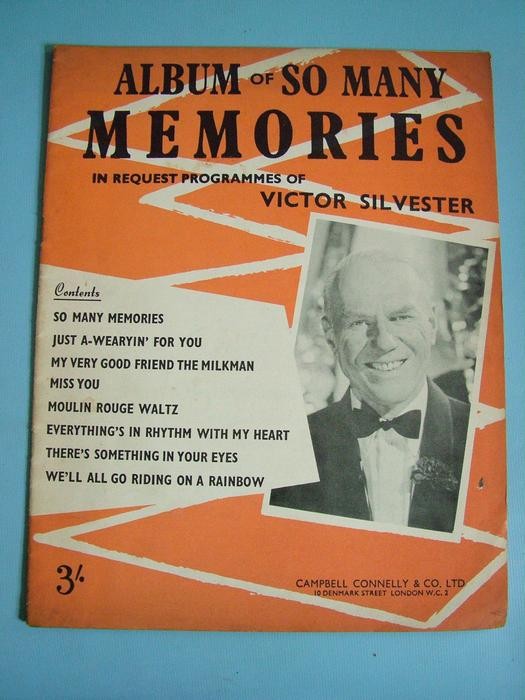 ALBUM OF SO MANY
MEMORIES
IN REQUEST PROGRAMMES OF
VICTOR SILVESTER
Contents
SO MANY MEMORIES
JUST A-WEARYIN' FOR YOU
MY VERY GOOD FRIEND THE MILKMAN
MISS YOU
MOULIN ROUGE WALTZ
EVERYTHING'S IN RHYTHM WITH MY HEART
THERE'S SOMETHING IN YOUR EYES
WE'LL ALL GO RIDING ON A RAINBOW
3/-
CAMPBELL CONNELLY & CO. LTD
10 DENMARK STREET LONDON W.C. 2